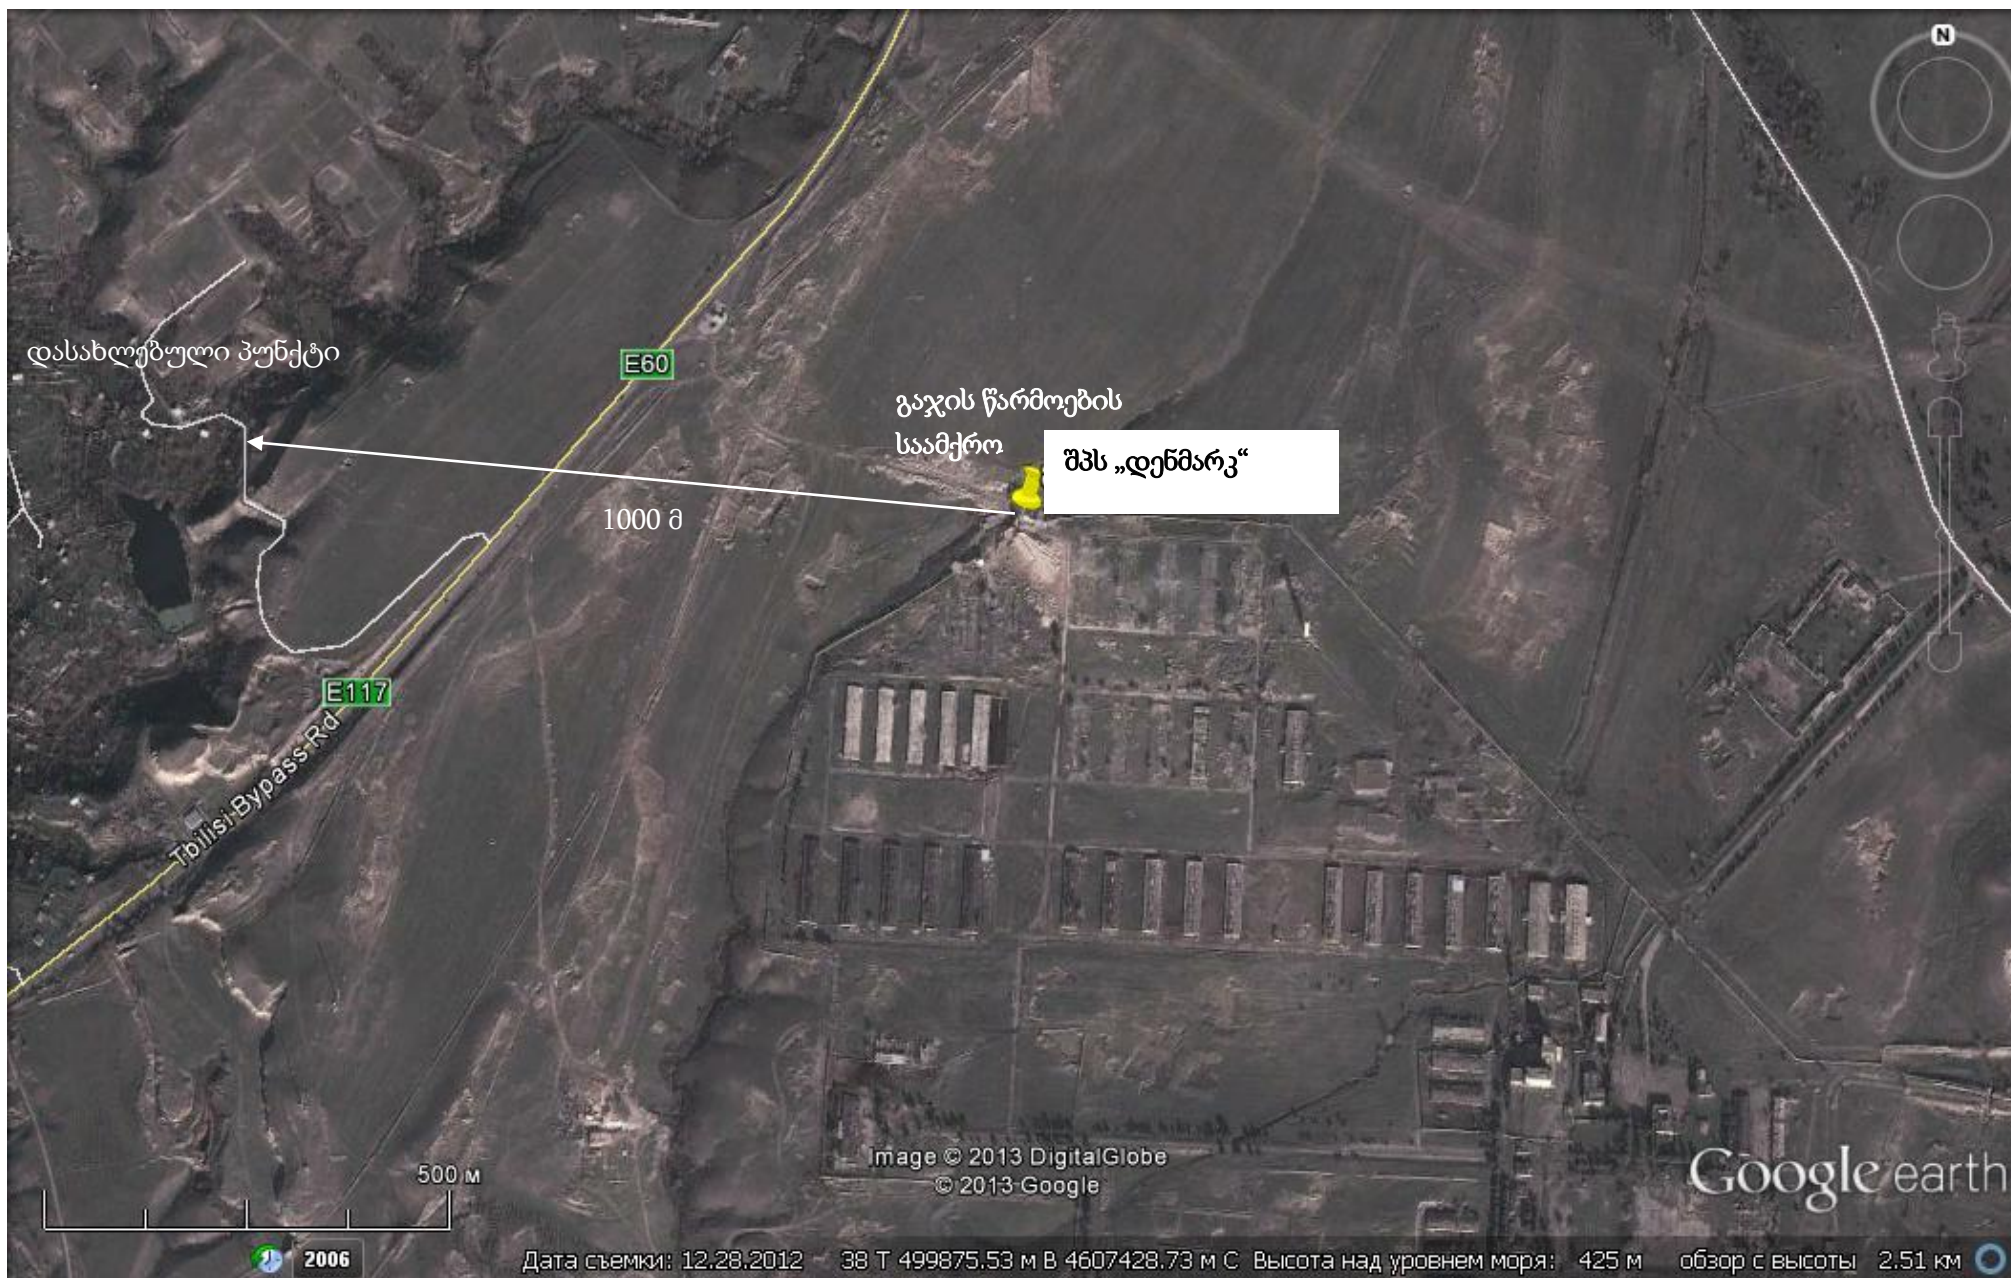 N
დასახლებული პუნქტი
E60
გაჯის წარმოების
საამქრო
შპს „დენმარკ“
1000 მ
E117
Tbilisi Bypass Rd
500 м
Image © 2013 DigitalGlobe
© 2013 Google
Google earth
2006
Дата съемки: 12.28.2012 38 T 499875.53 м В 4607428.73 м С Высота над уровнем моря: 425 м обзор с высоты 2.51 км